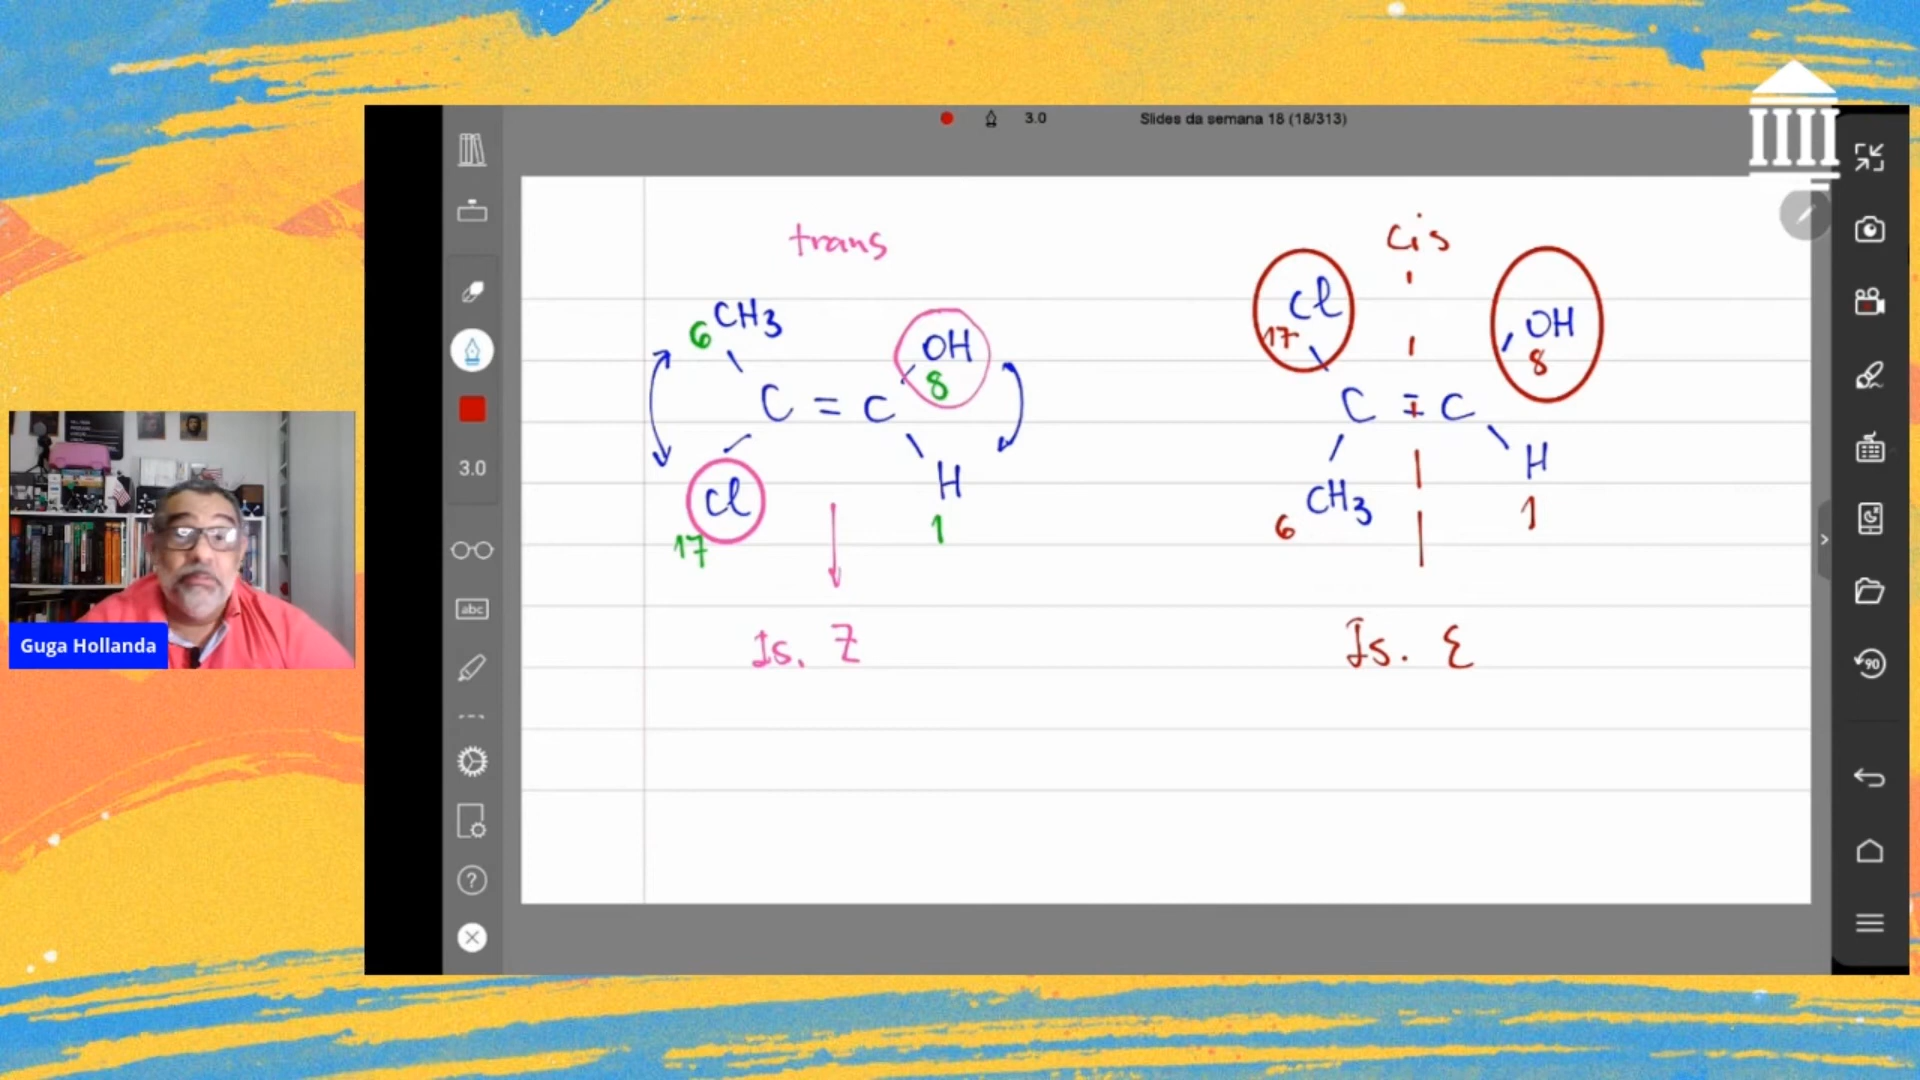 3.0
Slides da semana 18 (18/313)
trans
CH3
6
OH
8
C = C
Cl
17
H
1
Is. Z
cis
Cl
17
OH
8
C = C
CH3
6
H
1
Is. E
3.0
abc
90
Guga Hollanda